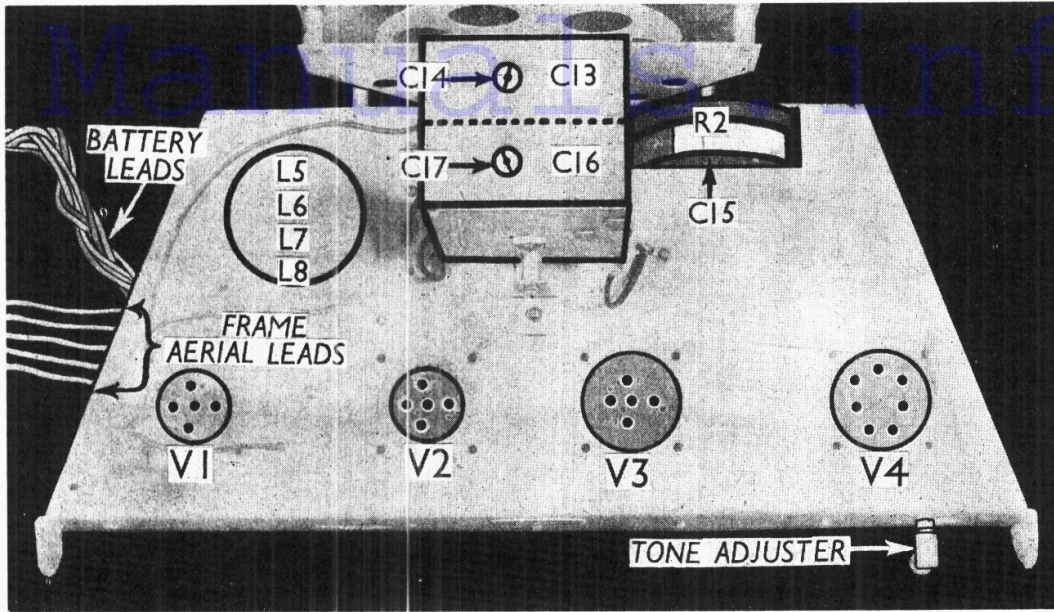 Manuals.inf
C14
C13
R2
BATTERY
LEADS
L5
L6
L7
L8
C17
C16
C15
FRAME
AERIAL LEADS
V1
V2
V3
V4
TONE ADJUSTER